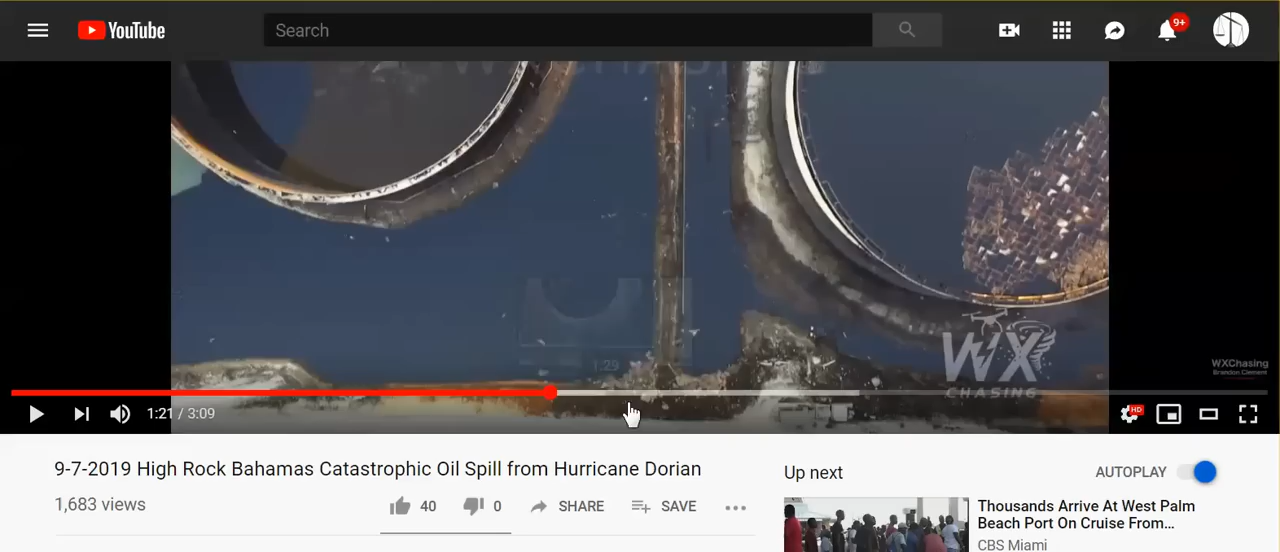 YouTube
Search
9+
1:29
WX
CHASING
WXChasing
Brandon Clement
1:21 / 3:09
HD
9-7-2019 High Rock Bahamas Catastrophic Oil Spill from Hurricane Dorian
1,683 views
40
0
SHARE
SAVE
Up next
AUTOPLAY
Thousands Arrive At West Palm
Beach Port On Cruise From...
CBS Miami